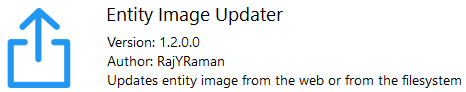 Entity Image Updater
Version: 1.2.0.0
Author: RajYRaman
Updates entity image from the web or from the filesystem